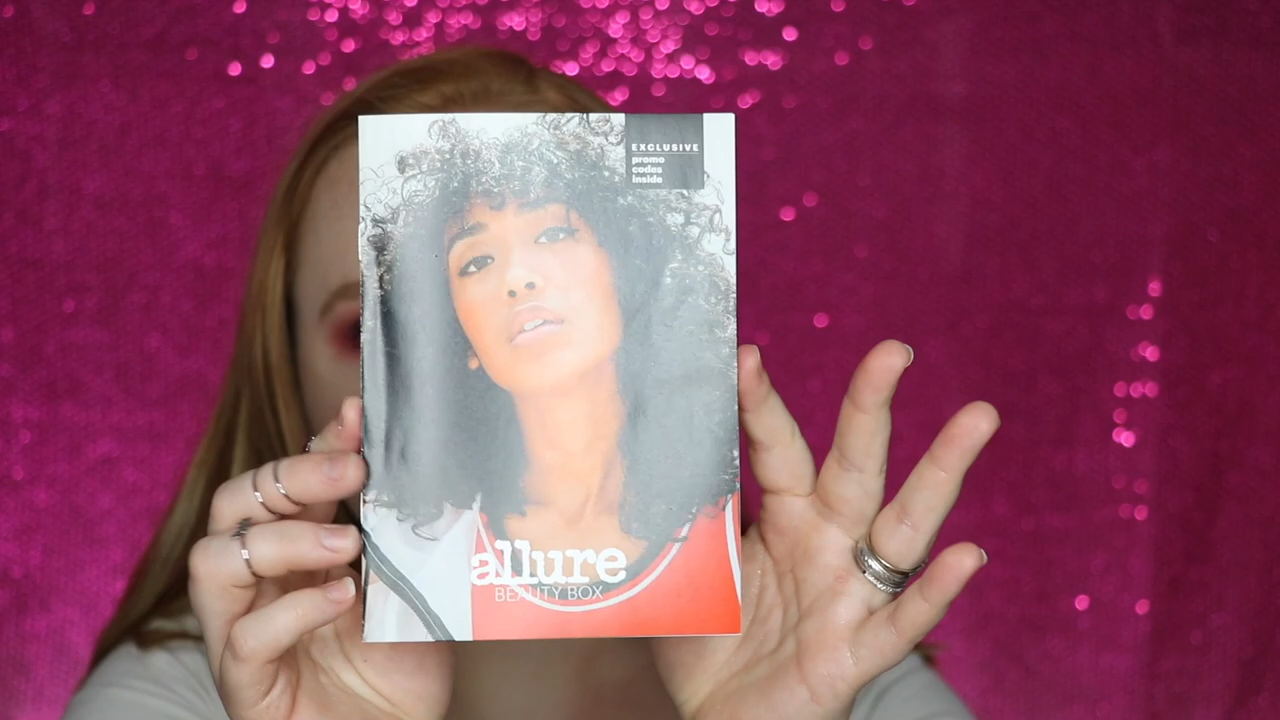 EXCLUSIVE
promo
codes
inside
allure
BEAUTY BOX